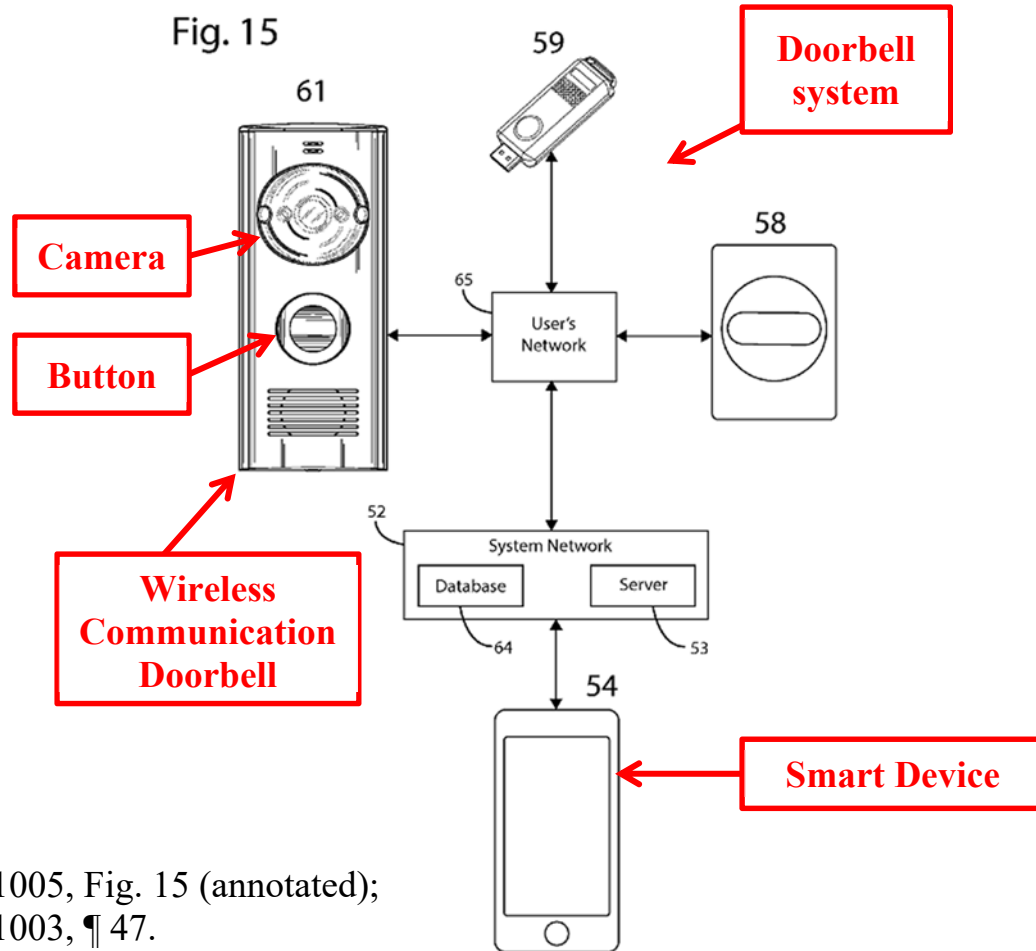 Fig. 15
59
Doorbell
system
61
Camera
58
65
User's
Network
Button
52
System Network
Database
Server
64
53
Wireless
Communication
Doorbell
54
Smart Device
1005, Fig. 15 (annotated);
1003, ¶ 47.